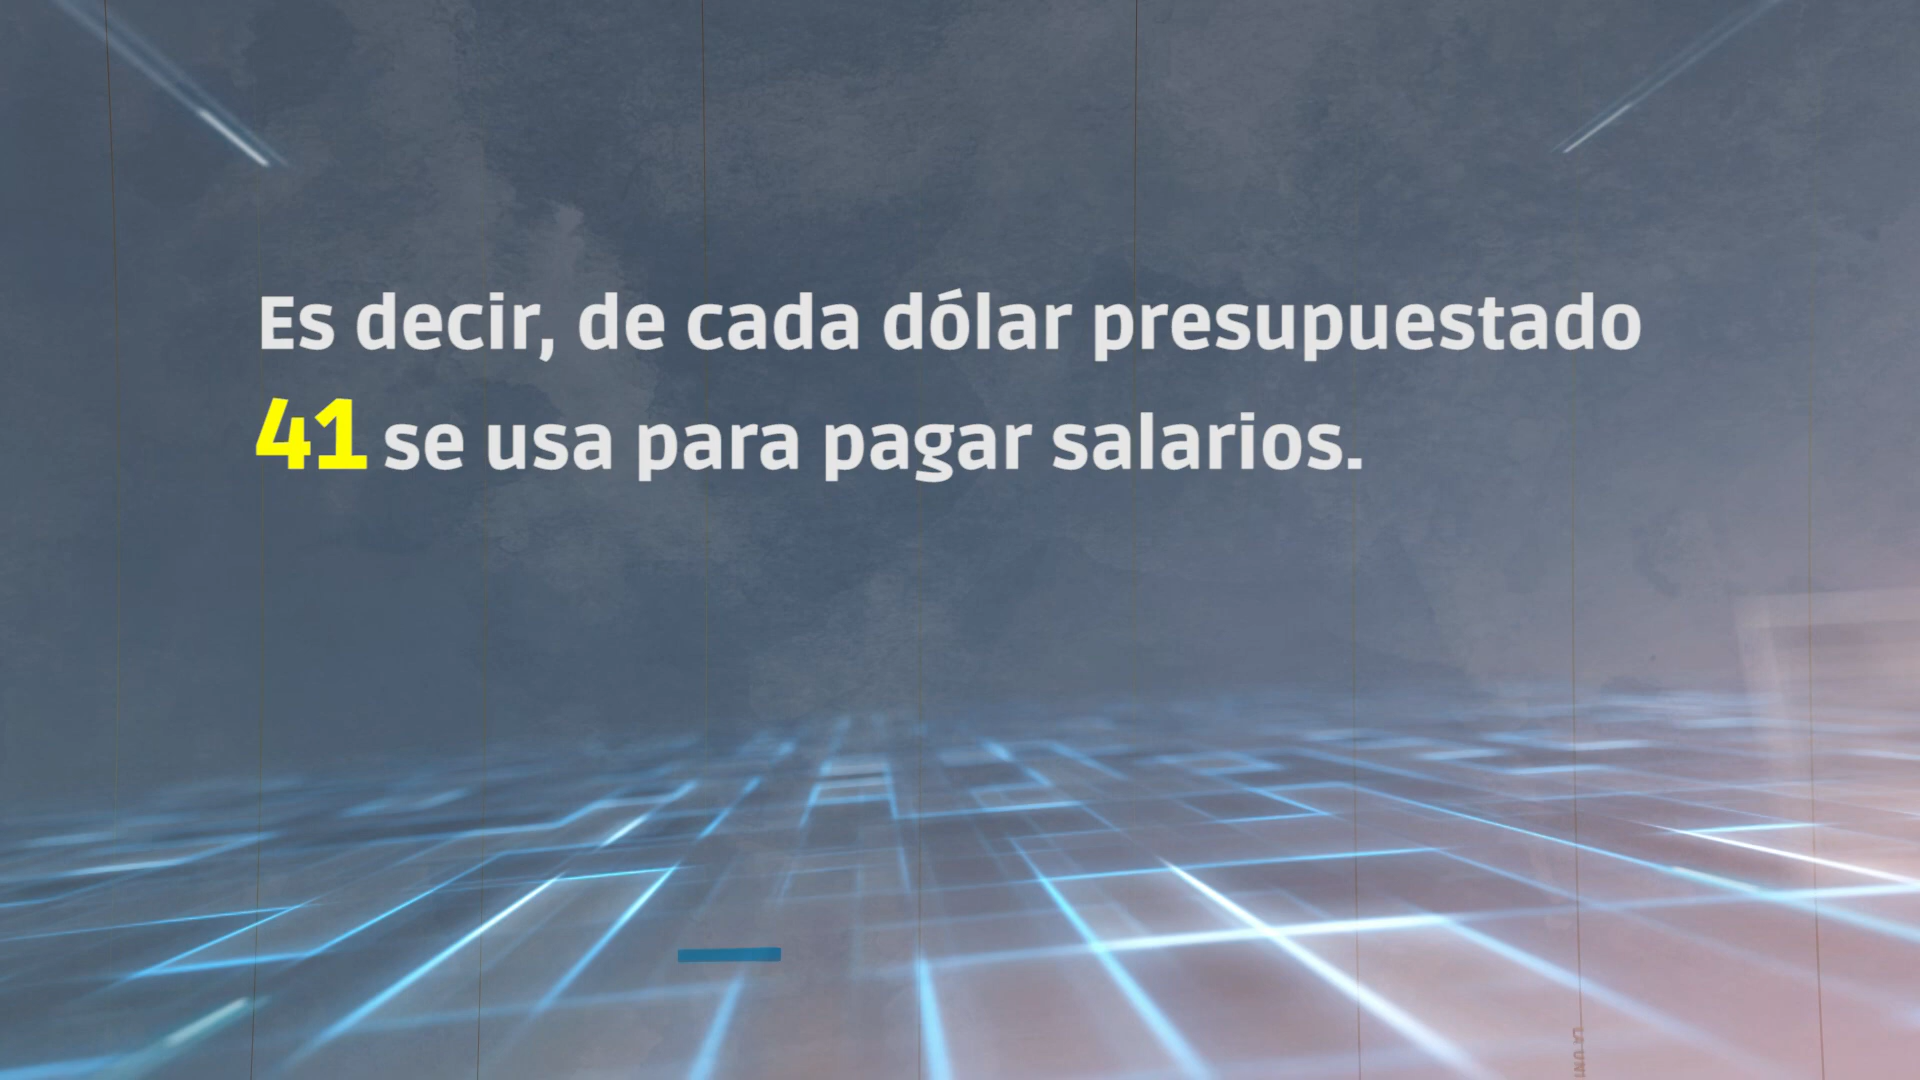 Es decir, de cada dólar presupuestado
41 se usa para pagar salarios.